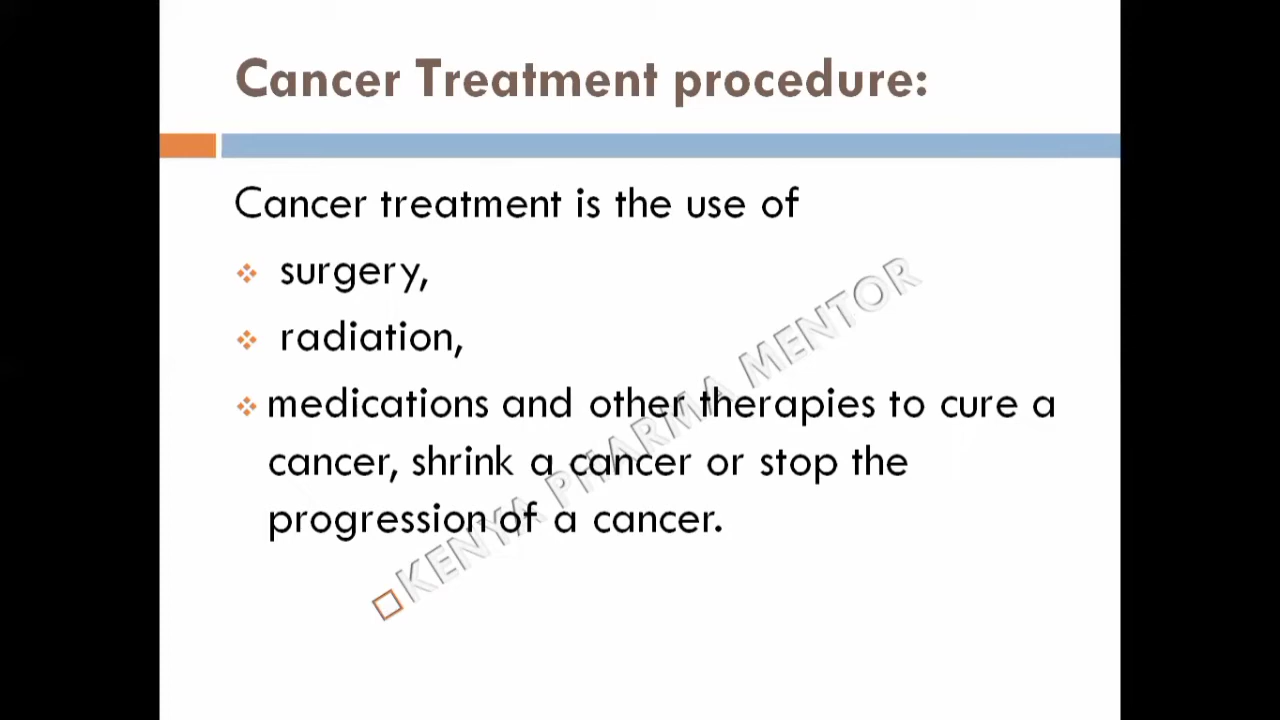 Cancer Treatment procedure:
Cancer treatment is the use of
surgery,
radiation,
medications and other therapies to cure a
cancer, shrink a cancer or stop the
progression of a cancer.
KENYA PHARMA MENTOR